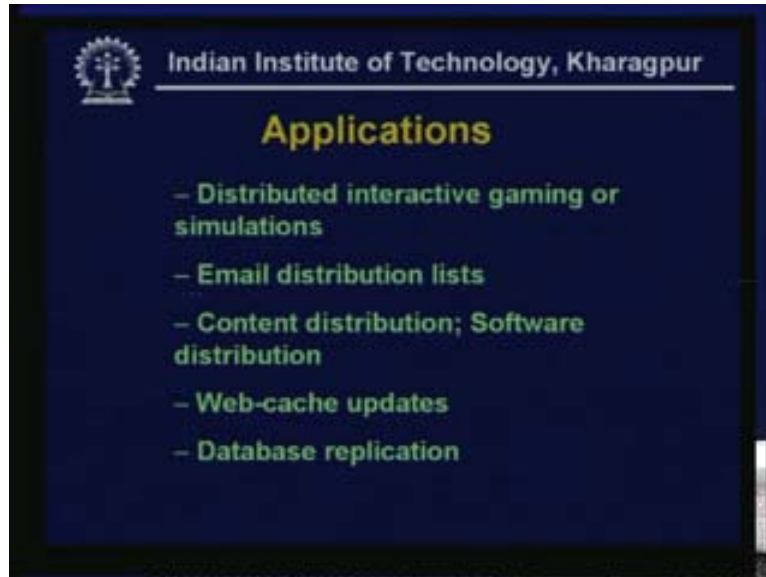 Indian Institute of Technology, Kharagpur
Applications
– Distributed interactive gaming or
simulations
– Email distribution lists
– Content distribution; Software
distribution
– Web-cache updates
– Database replication